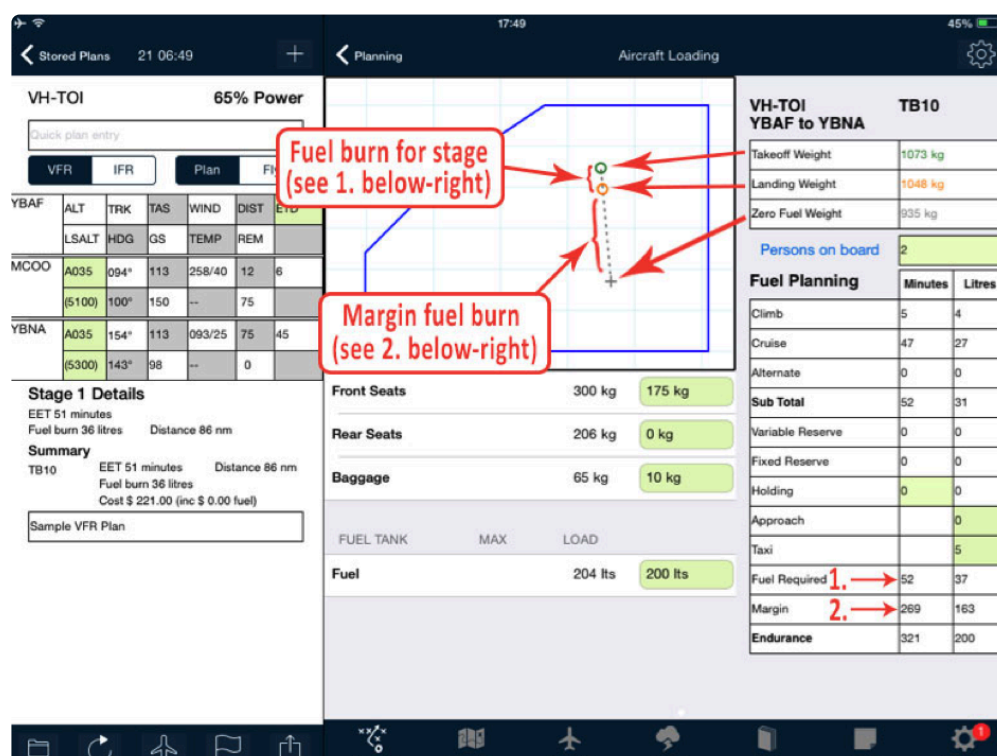 17:49
45%
Stored Plans 21 06:49 +
Planning
Aircraft Loading
VH-TOI 65% Power
Quick plan entry
VFR IFR Plan
YBAF ALT TRK TAS WIND DIST ETD
LSALT HDG GS TEMP REM
MCOO A035 094° 113 258/40 12 6
(5100) 100° 150 -- 75
YBNA A035 154° 113 093/25 75 45
(5300) 143° 98 -- 0
Stage 1 Details
EET 51 minutes
Fuel burn 36 litres Distance 86 nm
Summary
TB10 EET 51 minutes Distance 86 nm
Fuel burn 36 litres
Cost $ 221.00 (inc $ 0.00 fuel)
Sample VFR Plan
Fuel burn for stage
(see 1. below-right)
Margin fuel burn
(see 2. below-right)
Front Seats 300 kg 175 kg
Rear Seats 206 kg 0 kg
Baggage 65 kg 10 kg
FUEL TANK MAX LOAD
Fuel 204 lts 200 lts
VH-TOI TB10
YBAF to YBNA
Takeoff Weight 1073 kg
Landing Weight 1048 kg
Zero Fuel Weight 935 kg
Persons on board 2
Fuel Planning Minutes Litres
Climb 5 4
Cruise 47 27
Alternate 0 0
Sub Total 52 31
Variable Reserve 0 0
Fixed Reserve 0 0
Holding 0 0
Approach 0
Taxi 5
Fuel Required 1. 52 37
Margin 2. 269 163
Endurance 321 200
1